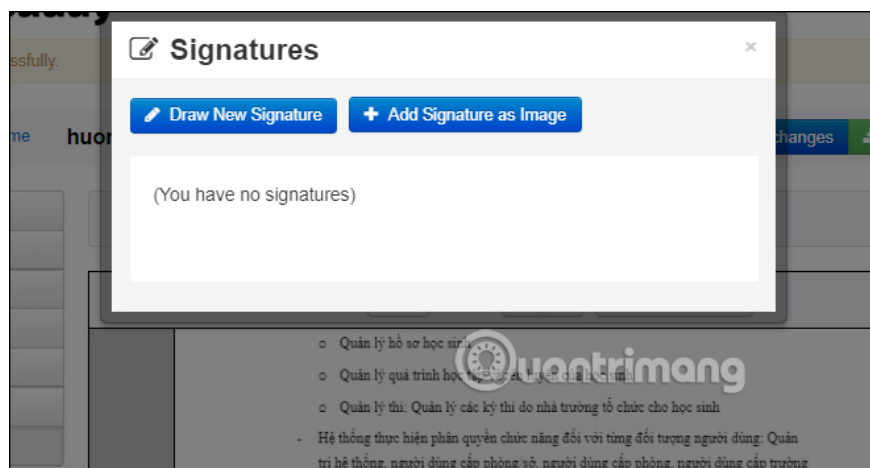 Signatures
×
ssfully.
Draw New Signature
Add Signature as Image
me
huon
changes
(You have no signatures)
o Quản lý hồ sơ học sinh
o Quản lý quá trình học tập
o Quản lý thi: Quản lý các kỳ thi do nhà trường tổ chức cho học sinh
- Hệ thống thực hiện phân quyền chức năng đối với từng đối tượng người dùng: Quản
trị hệ thống, người dùng cấp phòng/sở, người dùng cấp phòng, người dùng cấp trường
Quantrimang